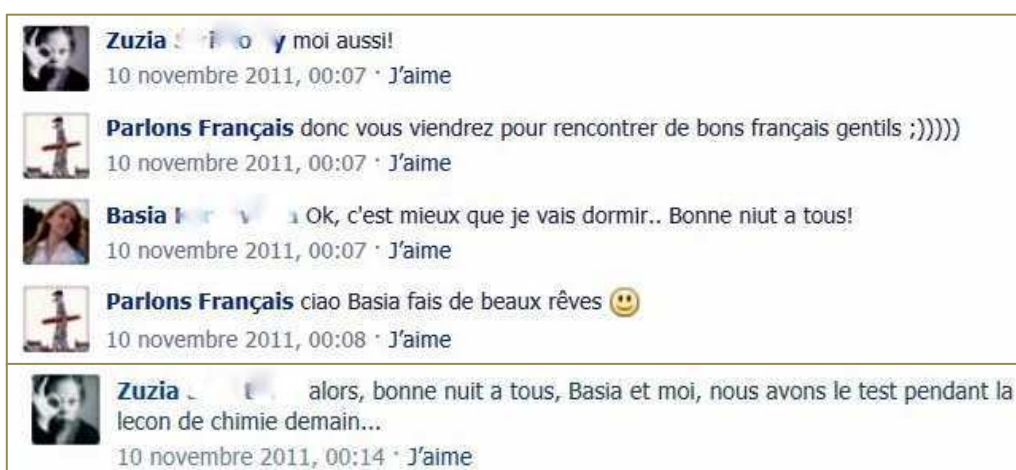 Zuzia moi aussi!
10 novembre 2011, 00:07 · J'aime
Parlons Français donc vous viendrez pour rencontrer de bons français gentils ;)))))
10 novembre 2011, 00:07 · J'aime
Basia Ok, c'est mieux que je vais dormir.. Bonne niut a tous!
10 novembre 2011, 00:07 · J'aime
Parlons Français ciao Basia fais de beaux rêves
10 novembre 2011, 00:08 · J'aime
Zuzia alors, bonne nuit a tous, Basia et moi, nous avons le test pendant la
lecon de chimie demain...
10 novembre 2011, 00:14 · J'aime